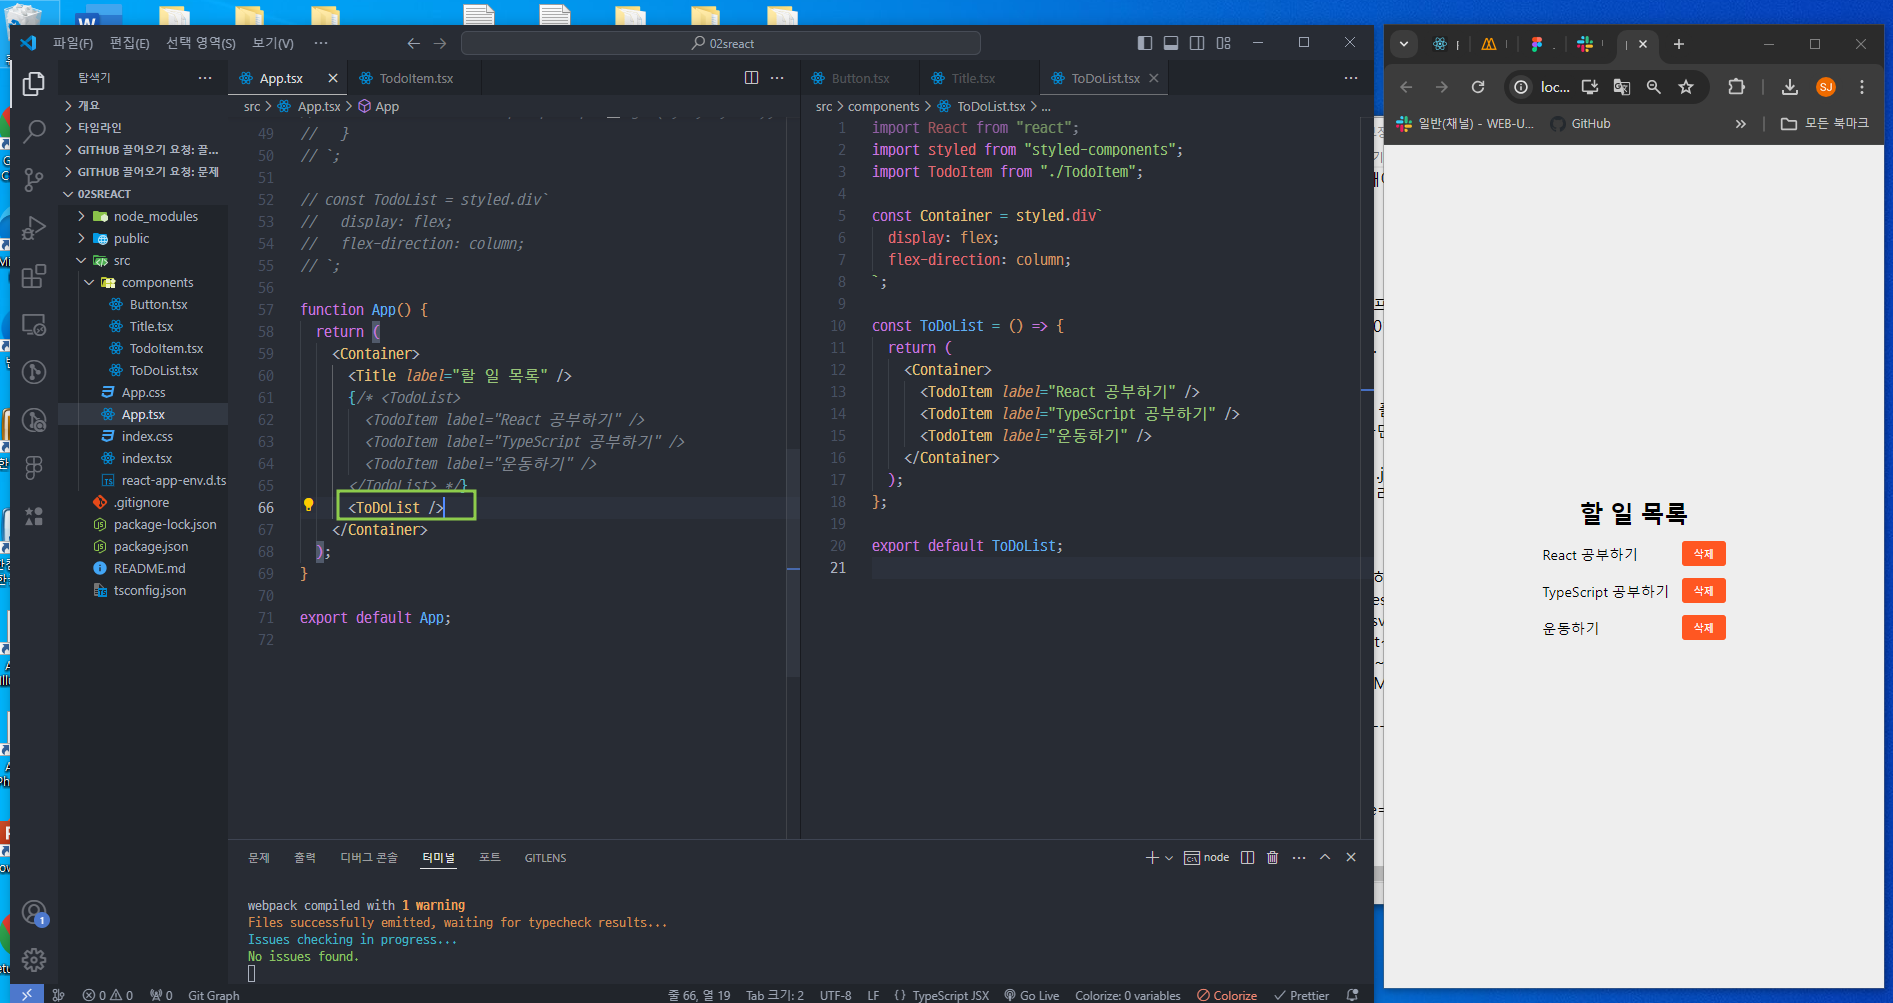 파일(F) 편집(E) 선택 영역(S) 보기(V) ···
02sreact
탐색기 ···
개요
타임라인
GITHUB 끌어오기 요청: 끌...
GITHUB 끌어오기 요청: 문제
02SREACT
node_modules
public
src
components
Button.tsx
Title.tsx
TodoItem.tsx
ToDoList.tsx
App.css
App.tsx
index.css
index.tsx
react-app-env.d.ts
.gitignore
package-lock.json
package.json
README.md
tsconfig.json
App.tsx TodoItem.tsx
src > App.tsx > App
49 // }
50 // `;
51
52 // const TodoList = styled.div`
53 // display: flex;
54 // flex-direction: column;
55 // `;
56
57 function App() {
58 return (
59 <Container>
60 <Title label="할 일 목록" />
61 {/* <TodoList>
62 <TodoItem label="React 공부하기" />
63 <TodoItem label="TypeScript 공부하기" />
64 <TodoItem label="운동하기" />
65 </TodoList> */}
66 <ToDoList />
67 </Container>
68 );
69 }
70
71 export default App;
72
Button.tsx Title.tsx ToDoList.tsx
src > components > ToDoList.tsx > ...
1 import React from "react";
2 import styled from "styled-components";
3 import TodoItem from "./TodoItem";
4
5 const Container = styled.div`
6 display: flex;
7 flex-direction: column;
8 `;
9
10 const ToDoList = () => {
11 return (
12 <Container>
13 <TodoItem label="React 공부하기" />
14 <TodoItem label="TypeScript 공부하기" />
15 <TodoItem label="운동하기" />
16 </Container>
17 );
18 };
19
20 export default ToDoList;
21
문제 출력 디버그 콘솔 터미널 포트 GITLENS
node
webpack compiled with 1 warning
Files successfully emitted, waiting for typecheck results...
Issues checking in progress...
No issues found.
0 0 0 Git Graph
줄 66, 열 19 Tab 크기: 2 UTF-8 LF {} TypeScript JSX Go Live Colorize: 0 variables Colorize Prettier
1
loc... SJ
일반(채널) - WEB-U... GitHub » 모든 북마크
할 일 목록
React 공부하기 삭제
TypeScript 공부하기 삭제
운동하기 삭제